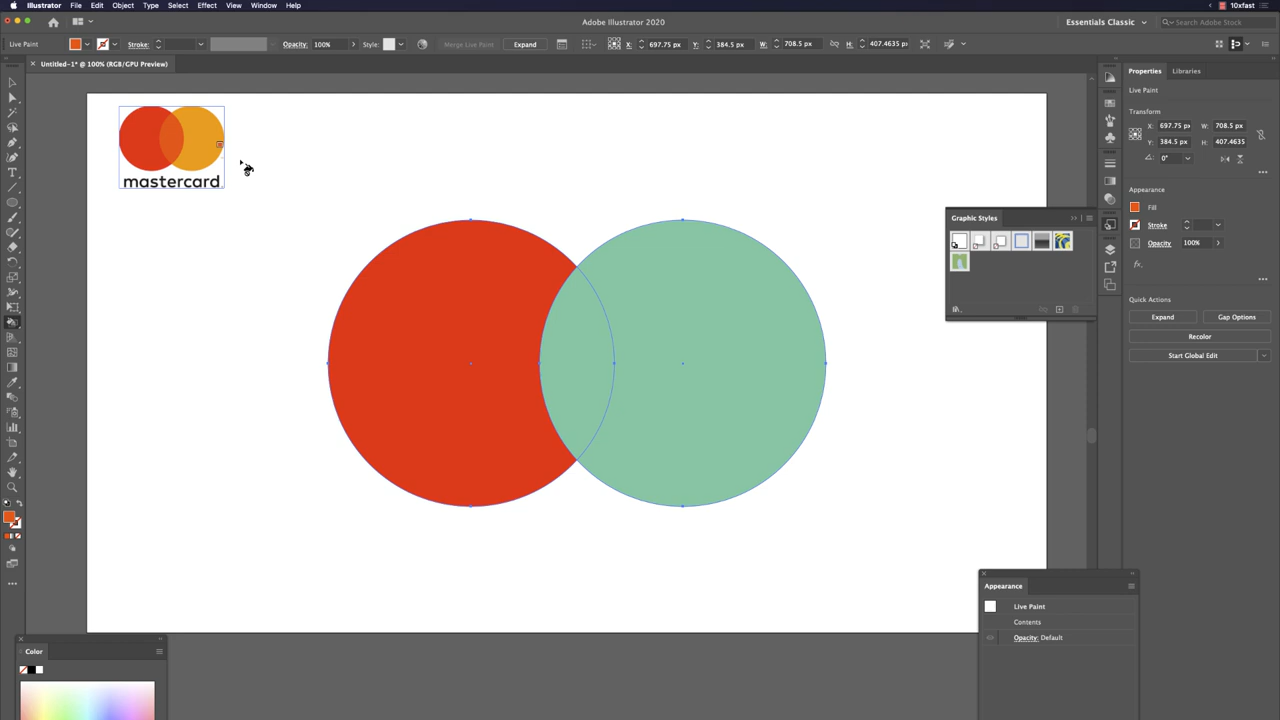 Illustrator File Edit Object Type Select Effect View Window Help 10xfast
Adobe Illustrator 2020 Essentials Classic Search Adobe Stock
Live Paint Stroke: Opacity: 100% Style: Merge Live Paint Expand X: 697.75 px Y: 384.5 px W: 708.5 px H: 407.4635 px
Untitled-1* @ 100% (RGB/GPU Preview)
mastercard
Properties Libraries
Live Paint
Transform
X: 697.75 px W: 708.5 px
Y: 384.5 px H: 407.4635
0°
Appearance
Fill
Stroke
Opacity 100%
fx.
Quick Actions
Expand Gap Options
Recolor
Start Global Edit
Graphic Styles
Appearance
Live Paint
Contents
Opacity: Default
Color